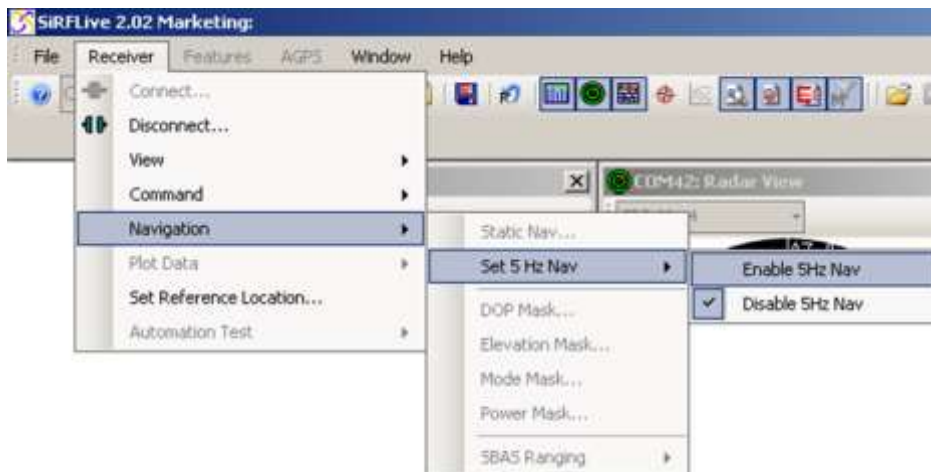 SiRFLive 2.02 Marketing:
File Receiver Features AGPS Window Help
Connect...
Disconnect...
View
Command
Navigation
Plot Data
Set Reference Location...
Automation Test
COM42: Radar View
Static Nav...
Set 5 Hz Nav
DOP Mask...
Elevation Mask...
Mode Mask...
Power Mask...
SBAS Ranging
Enable 5Hz Nav
Disable 5Hz Nav